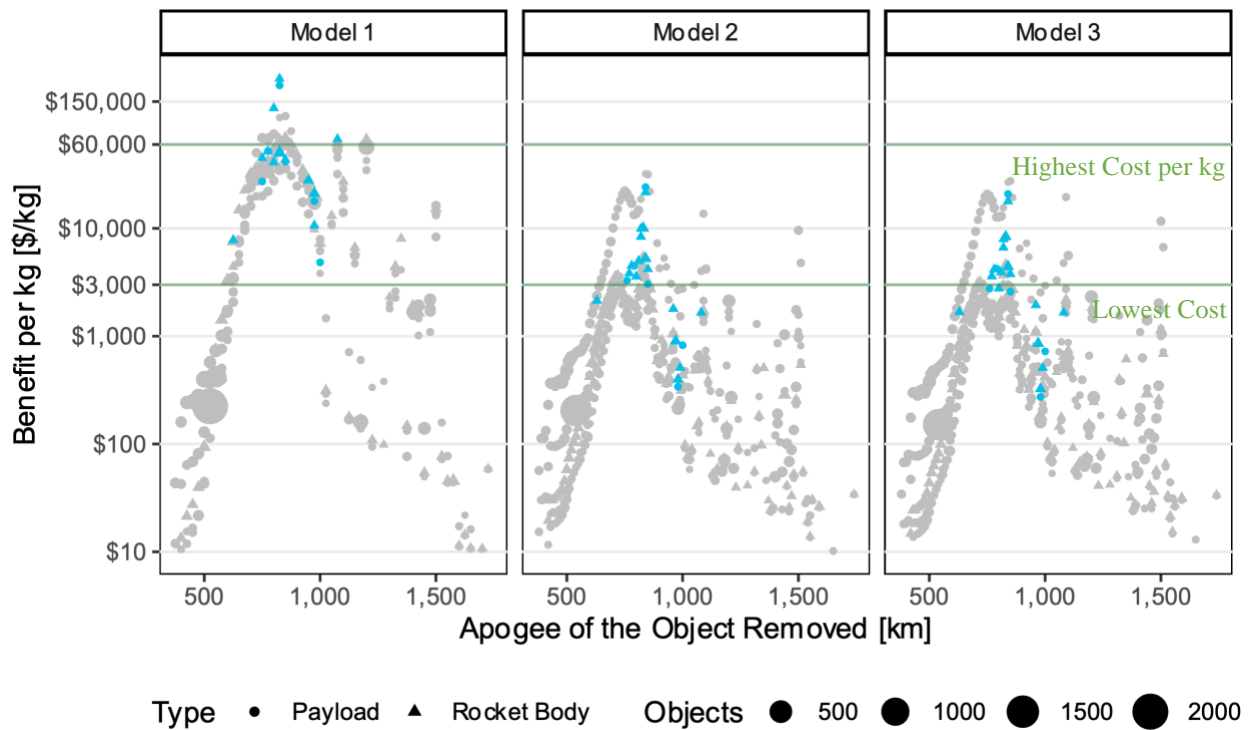 Model 1 Model 2 Model 3
$150,000
$60,000
Highest Cost per kg
$10,000
$3,000
Lowest Cost
$1,000
$100
$10
Benefit per kg [$/kg]
500 1,000 1,500 500 1,000 1,500 500 1,000 1,500
Apogee of the Object Removed [km]
Type Payload Rocket Body Objects 500 1000 1500 2000